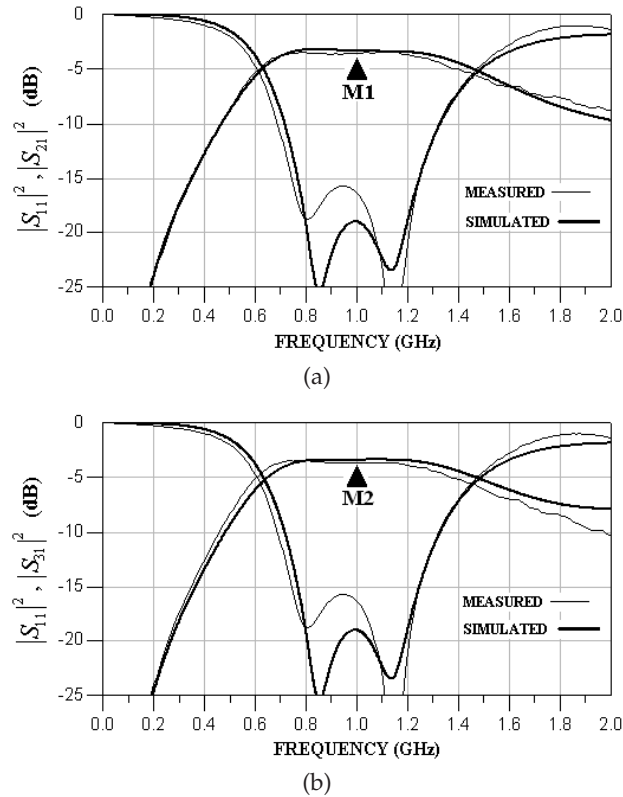 0
-5
-10
-15
-20
-25
|S11|², |S21|² (dB)
M1
MEASURED
SIMULATED
0.0 0.2 0.4 0.6 0.8 1.0 1.2 1.4 1.6 1.8 2.0
FREQUENCY (GHz)
(a)
0
-5
-10
-15
-20
-25
|S11|², |S31|² (dB)
M2
MEASURED
SIMULATED
0.0 0.2 0.4 0.6 0.8 1.0 1.2 1.4 1.6 1.8 2.0
FREQUENCY (GHz)
(b)